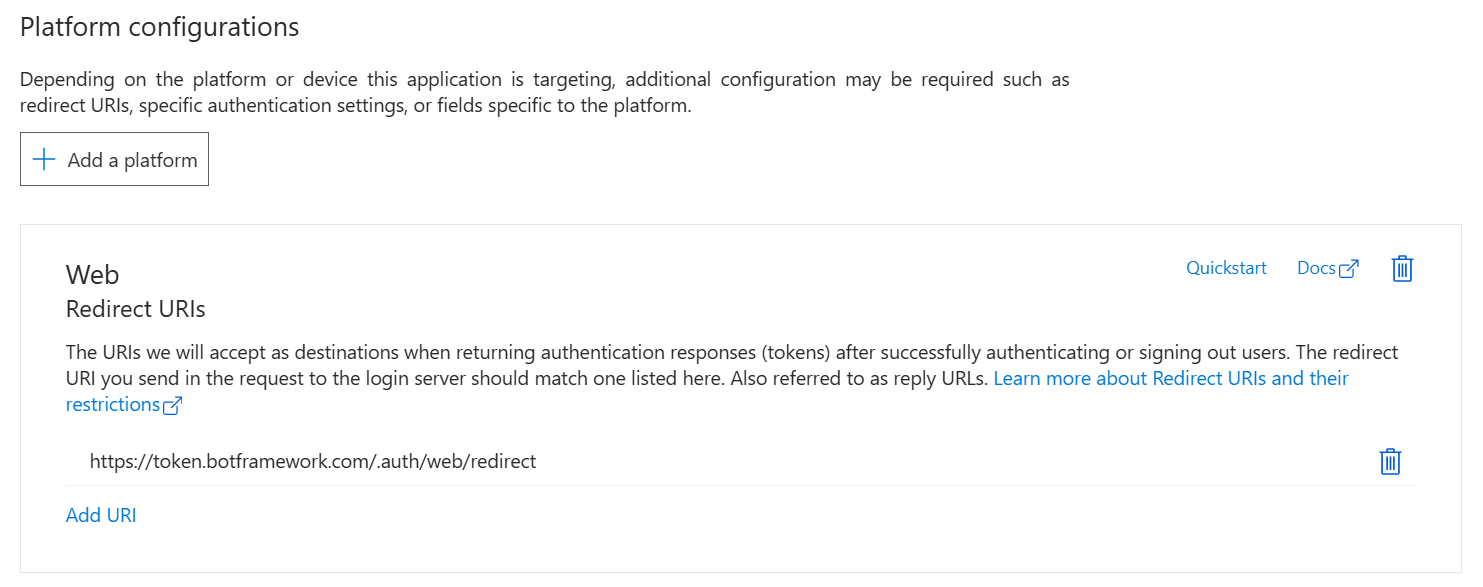 Platform configurations
Depending on the platform or device this application is targeting, additional configuration may be required such as
redirect URIs, specific authentication settings, or fields specific to the platform.
Add a platform
Web
Quickstart
Docs
Redirect URIs
The URIs we will accept as destinations when returning authentication responses (tokens) after successfully authenticating or signing out users. The redirect
URI you send in the request to the login server should match one listed here. Also referred to as reply URLs. Learn more about Redirect URIs and their
restrictions
https://token.botframework.com/.auth/web/redirect
Add URI